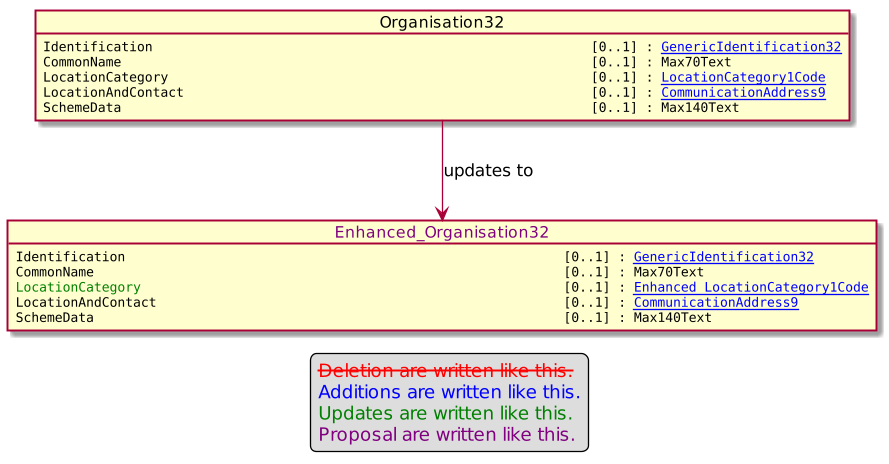 Organisation32
Identification [0..1] : GenericIdentification32
CommonName [0..1] : Max70Text
LocationCategory [0..1] : LocationCategory1Code
LocationAndContact [0..1] : CommunicationAddress9
SchemeData [0..1] : Max140Text
updates to
Enhanced_Organisation32
Identification [0..1] : GenericIdentification32
CommonName [0..1] : Max70Text
LocationCategory [0..1] : Enhanced_LocationCategory1Code
LocationAndContact [0..1] : CommunicationAddress9
SchemeData [0..1] : Max140Text
Deletion are written like this.
Additions are written like this.
Updates are written like this.
Proposal are written like this.